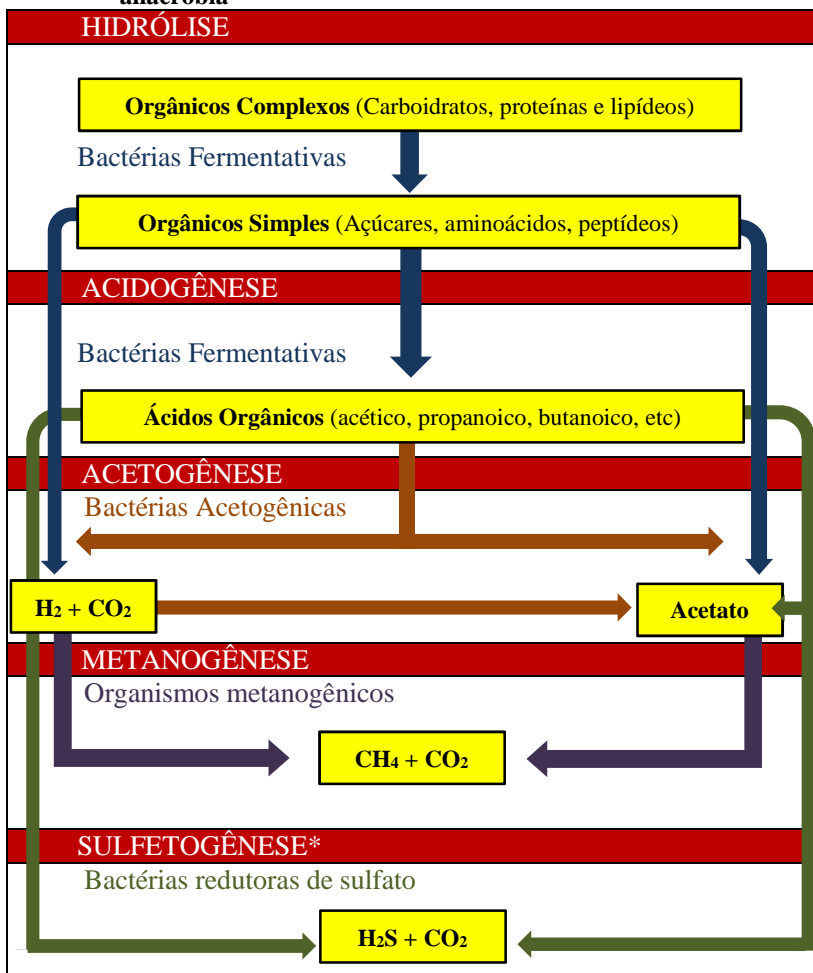 anaeróbia
HIDRÓLISE
Orgânicos Complexos (Carboidratos, proteínas e lipídeos)
Bactérias Fermentativas
Orgânicos Simples (Açúcares, aminoácidos, peptídeos)
ACIDOGÊNESE
Bactérias Fermentativas
Ácidos Orgânicos (acético, propanoico, butanoico, etc)
ACETOGÊNESE
Bactérias Acetogênicas
H₂ + CO₂
Acetato
METANOGÊNESE
Organismos metanogênicos
CH₄ + CO₂
SULFETOGÊNESE*
Bactérias redutoras de sulfato
H₂S + CO₂